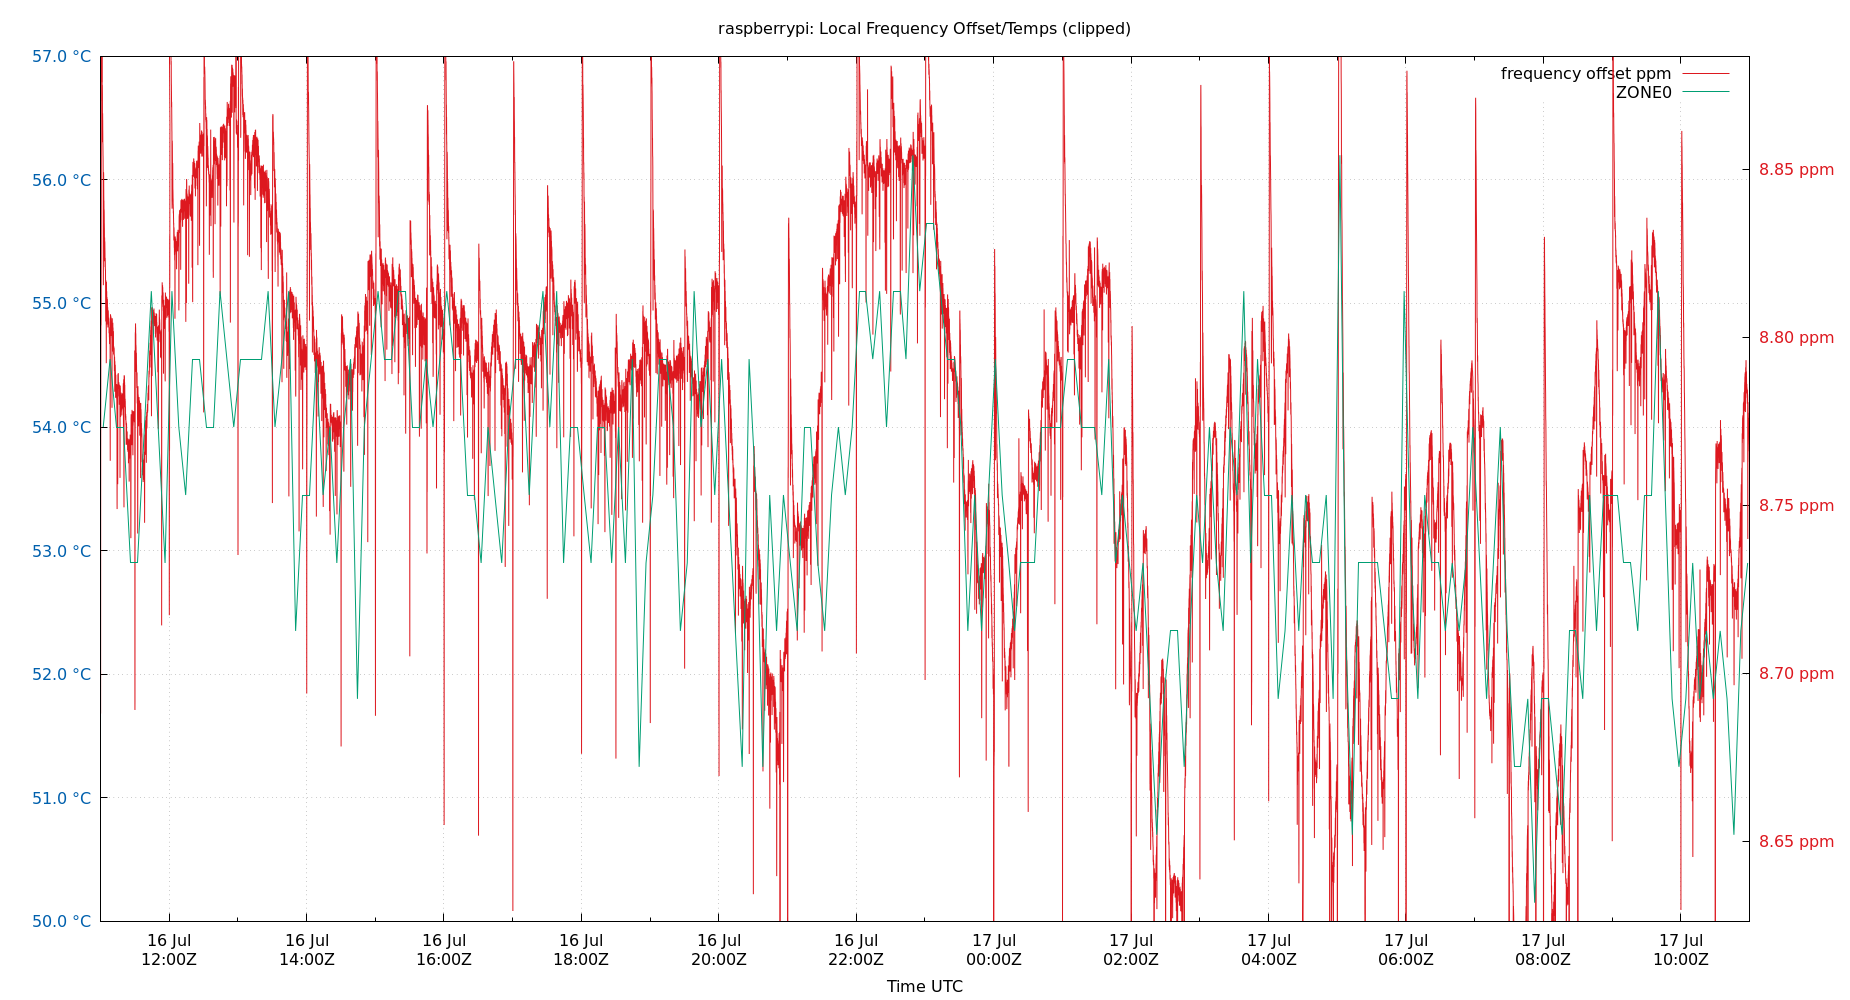 raspberrypi: Local Frequency Offset/Temps (clipped)
frequency offset ppm
ZONE0
57.0 °C
56.0 °C
55.0 °C
54.0 °C
53.0 °C
52.0 °C
51.0 °C
50.0 °C
8.85 ppm
8.80 ppm
8.75 ppm
8.70 ppm
8.65 ppm
16 Jul 16 Jul 16 Jul 16 Jul 16 Jul 16 Jul 17 Jul 17 Jul 17 Jul 17 Jul 17 Jul 17 Jul
12:00Z 14:00Z 16:00Z 18:00Z 20:00Z 22:00Z 00:00Z 02:00Z 04:00Z 06:00Z 08:00Z 10:00Z
Time UTC